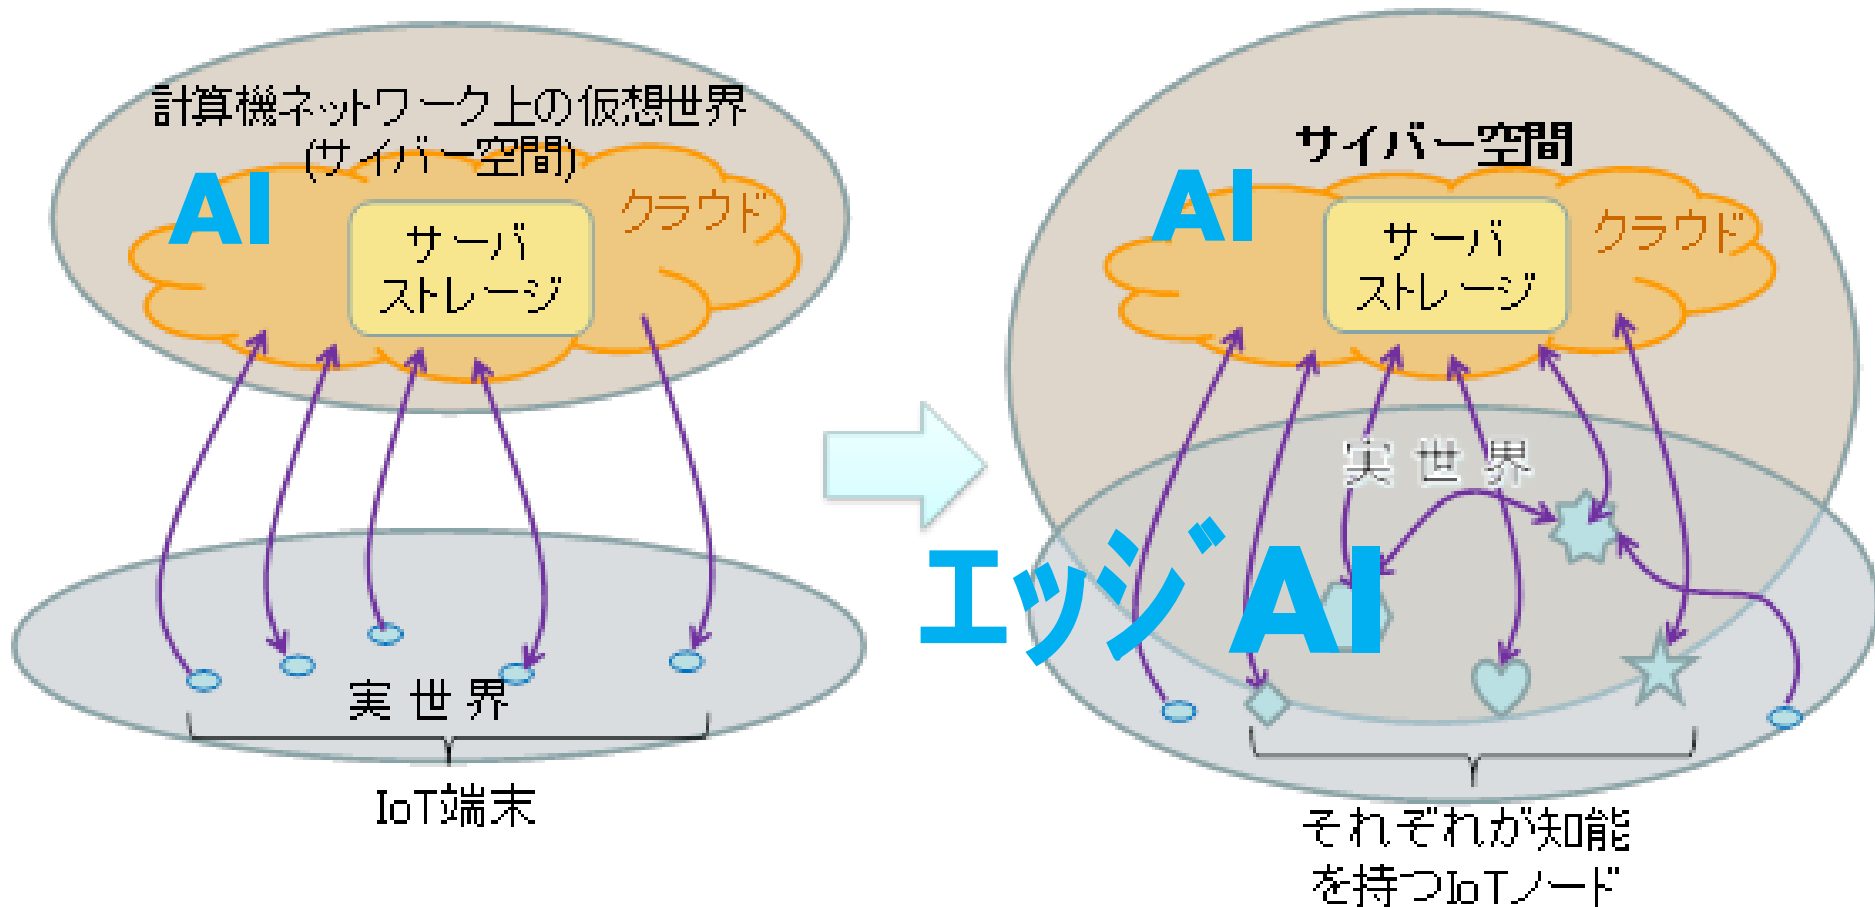 計算機ネットワーク上の仮想世界
(サイバー空間)
AI
クラウド
サーバ
ストレージ
実世界
IoT端末
サイバー空間
AI
クラウド
サーバ
ストレージ
実世界
エッジAI
それぞれが知能
を持つIoTノード